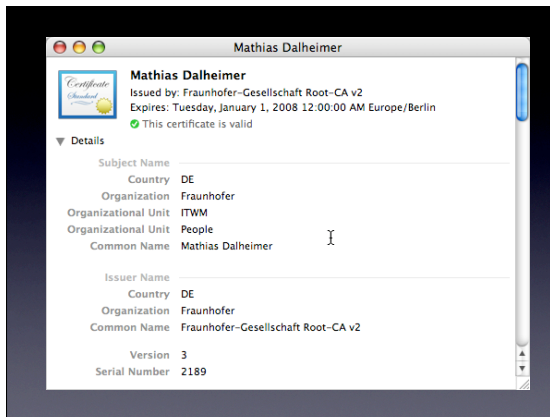 Mathias Dalheimer
Certificate
Standard
Mathias Dalheimer
Issued by: Fraunhofer-Gesellschaft Root-CA v2
Expires: Tuesday, January 1, 2008 12:00:00 AM Europe/Berlin
This certificate is valid
Details
Subject Name
Country DE
Organization Fraunhofer
Organizational Unit ITWM
Organizational Unit People
Common Name Mathias Dalheimer
Issuer Name
Country DE
Organization Fraunhofer
Common Name Fraunhofer-Gesellschaft Root-CA v2
Version 3
Serial Number 2189